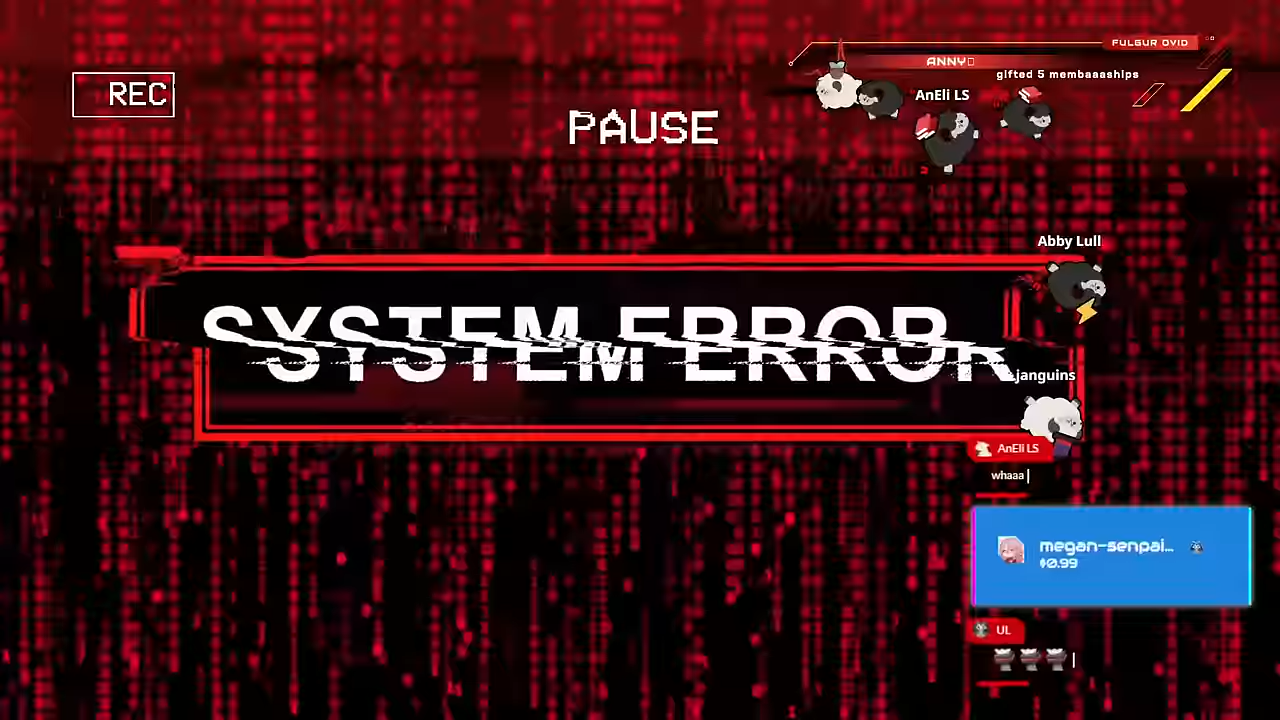 FULGUR OVID
ANNY
gifted 5 membaaaships
REC
AnEli LS
PAUSE
Abby Lull
SYSTEM ERROR
janguins
AnEli LS
whaaa
megan-senpai...
$0.99
UL